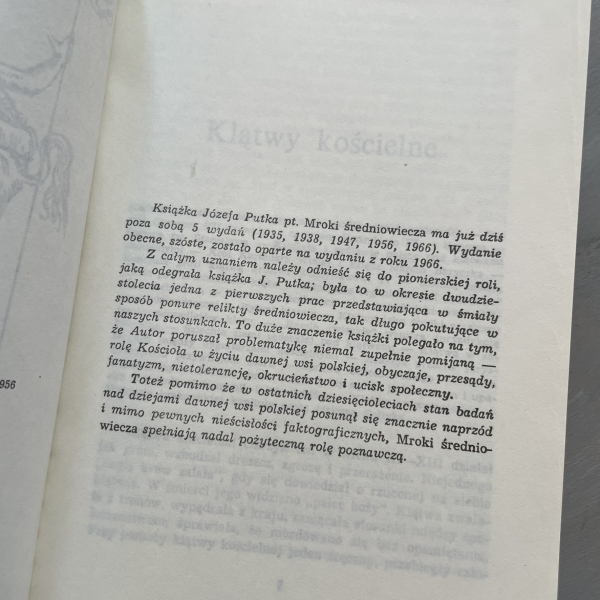 Klątwy kościelne
Książka Józefa Putka pt. Mroki średniowiecza ma już dziś
poza sobą 5 wydań (1935, 1938, 1947, 1956, 1966). Wydanie
obecne, szóste, zostało oparte na wydaniu z roku 1966.
Z całym uznaniem należy odnieść się do pionierskiej roli,
jaką odegrała książka J. Putka; była to w okresie dwudzie-
stolecia jedna z pierwszych prac przedstawiająca w śmiały
sposób ponure relikty średniowiecza, tak długo pokutujące w
naszych stosunkach. To duże znaczenie książki polegało na tym,
że Autor poruszał problematykę niemal zupełnie pomijaną —
rolę Kościoła w życiu dawnej wsi polskiej, obyczaje, przesądy,
fanatyzm, nietolerancję, okrucieństwo i ucisk społeczny.
Toteż pomimo że w ostatnich dziesięcioleciach stan badań
nad dziejami dawnej wsi polskiej posunął się znacznie naprzód
i mimo pewnych nieścisłości faktograficznych, Mroki średnio-
wiecza spełniają nadal pożyteczną rolę poznawczą.
956
7